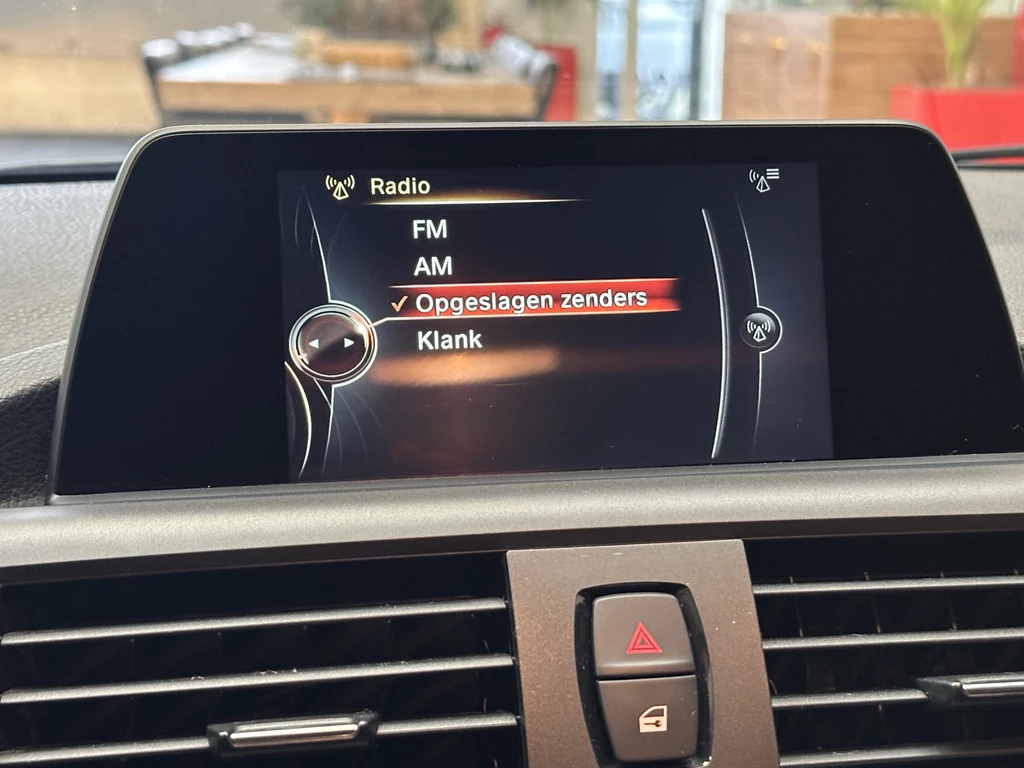 Radio
FM
AM
Opgeslagen zenders
Klank